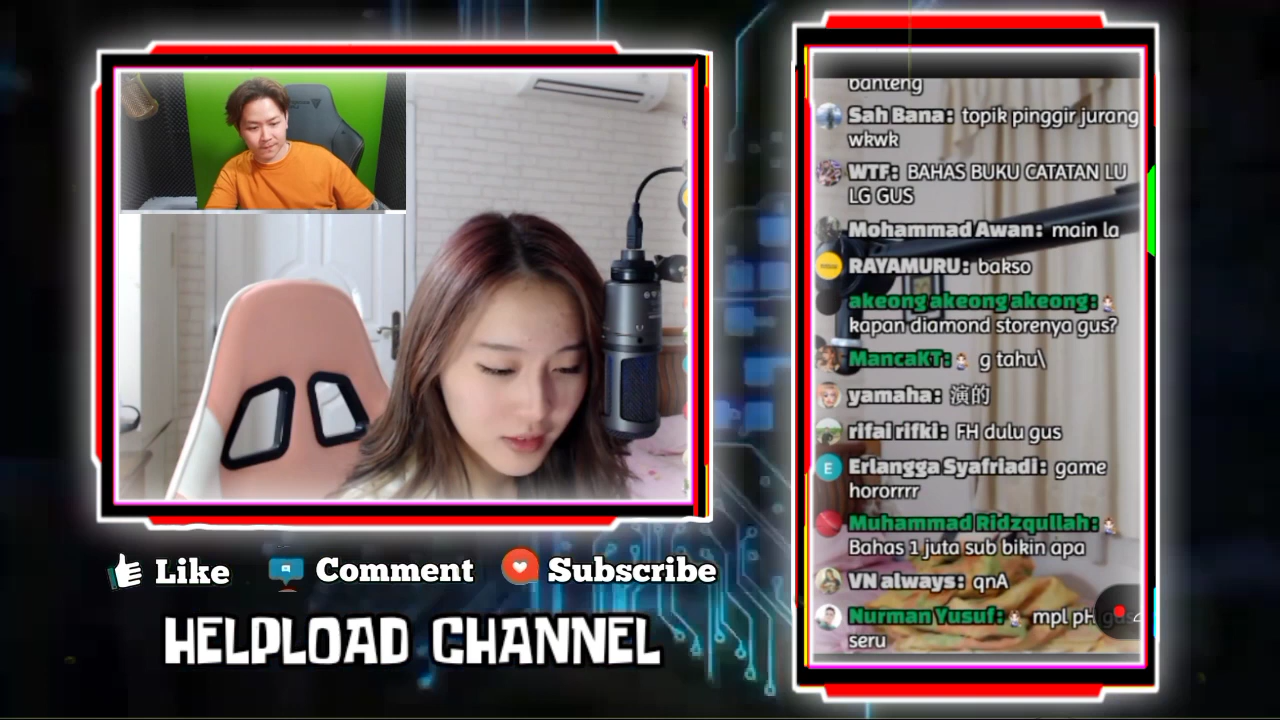 Like
Comment
Subscribe
HELPLOAD CHANNEL
banteng
Sah Bana: topik pinggir jurang
wkwk
WTF: BAHAS BUKU CATATAN LU
LG GUS
Mohammad Awan: main la
RAYAMURU: bakso
akeong akeong akeong:
kapan diamond storenya gus?
MancaKT: g tahu\
yamaha: 演的
rifai rifki: FH dulu gus
E
Erlangga Syafriadi: game
hororrrr
Muhammad Ridzqullah:
Bahas 1 juta sub bikin apa
VN always: qnA
Nurman Yusuf: mpl pH gus
seru